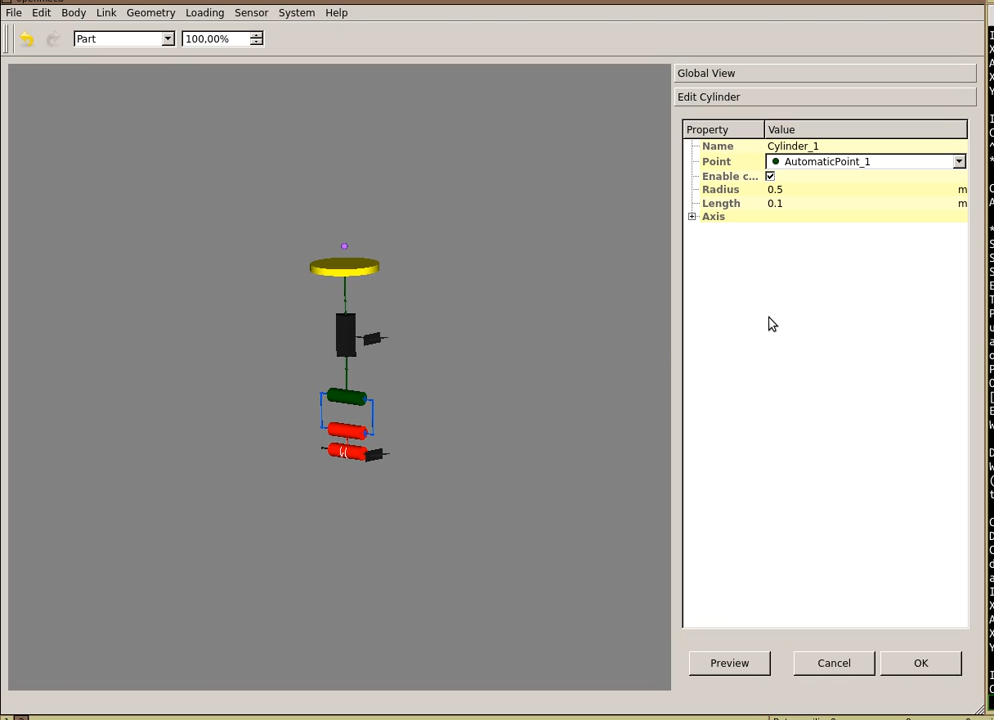 File Edit Body Link Geometry Loading Sensor System Help
Part 100,00%
Global View
Edit Cylinder
Property Value
Name Cylinder_1
Point AutomaticPoint_1
Enable c...
Radius 0.5 m
Length 0.1 m
Axis
Preview Cancel OK